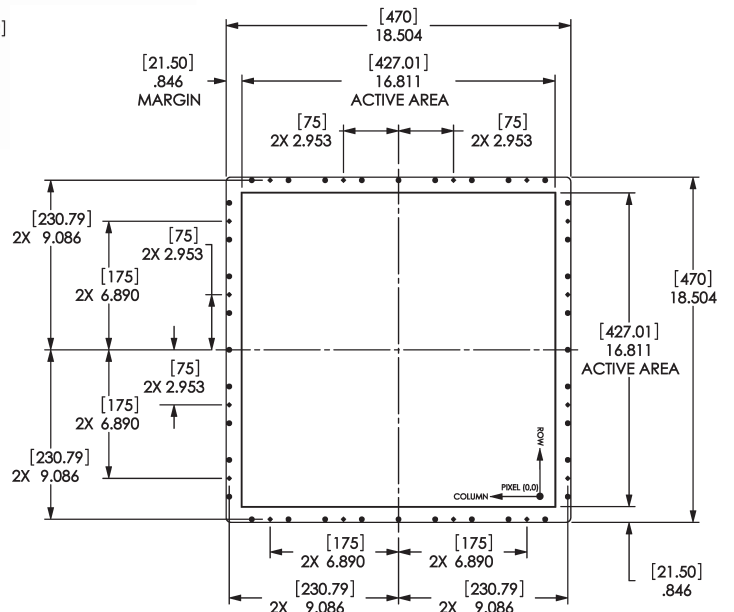 [470]
18.504
]
[21.50]
.846
MARGIN
[427.01]
16.811
ACTIVE AREA
[75]
2X 2.953
[75]
2X 2.953
[230.79]
2X 9.086
[75]
2X 2.953
[175]
2X 6.890
[470]
18.504
[427.01]
16.811
ACTIVE AREA
[75]
2X 2.953
[175]
2X 6.890
[230.79]
2X 9.086
ROW
PIXEL (0,0)
COLUMN
[175]
2X 6.890
[175]
2X 6.890
[21.50]
.846
[230.79]
2X 9.086
[230.79]
2X 9.086